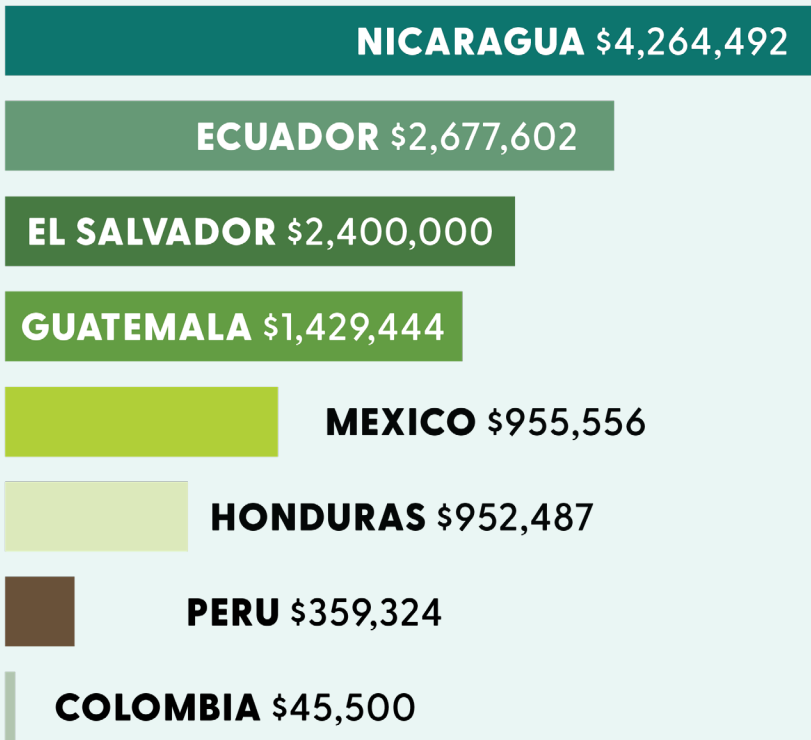 NICARAGUA $4,264,492
ECUADOR $2,677,602
EL SALVADOR $2,400,000
GUATEMALA $1,429,444
MEXICO $955,556
HONDURAS $952,487
PERU $359,324
COLOMBIA $45,500